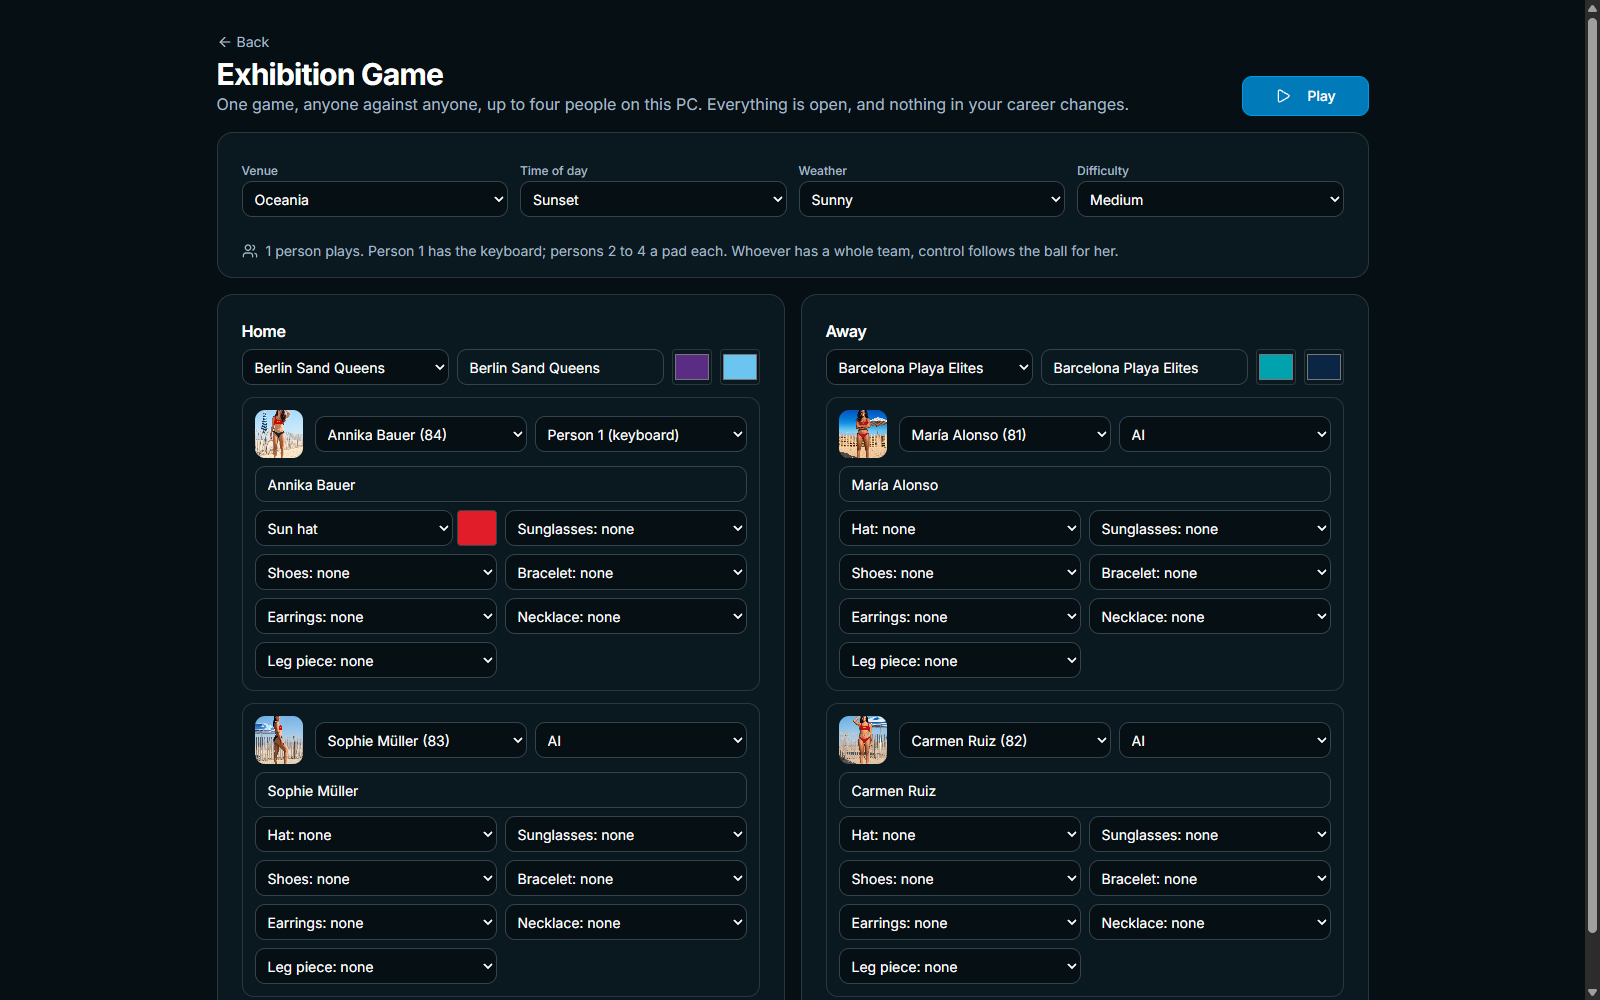 Back
Exhibition Game
One game, anyone against anyone, up to four people on this PC. Everything is open, and nothing in your career changes.
Play
Venue
Time of day
Weather
Difficulty
Oceania
Sunset
Sunny
Medium
1 person plays. Person 1 has the keyboard; persons 2 to 4 a pad each. Whoever has a whole team, control follows the ball for her.
Home
Berlin Sand Queens
Berlin Sand Queens
Annika Bauer (84)
Person 1 (keyboard)
Annika Bauer
Sun hat
Sunglasses: none
Shoes: none
Bracelet: none
Earrings: none
Necklace: none
Leg piece: none
Sophie Müller (83)
AI
Sophie Müller
Hat: none
Sunglasses: none
Shoes: none
Bracelet: none
Earrings: none
Necklace: none
Leg piece: none
Away
Barcelona Playa Elites
Barcelona Playa Elites
María Alonso (81)
AI
María Alonso
Hat: none
Sunglasses: none
Shoes: none
Bracelet: none
Earrings: none
Necklace: none
Leg piece: none
Carmen Ruiz (82)
AI
Carmen Ruiz
Hat: none
Sunglasses: none
Shoes: none
Bracelet: none
Earrings: none
Necklace: none
Leg piece: none